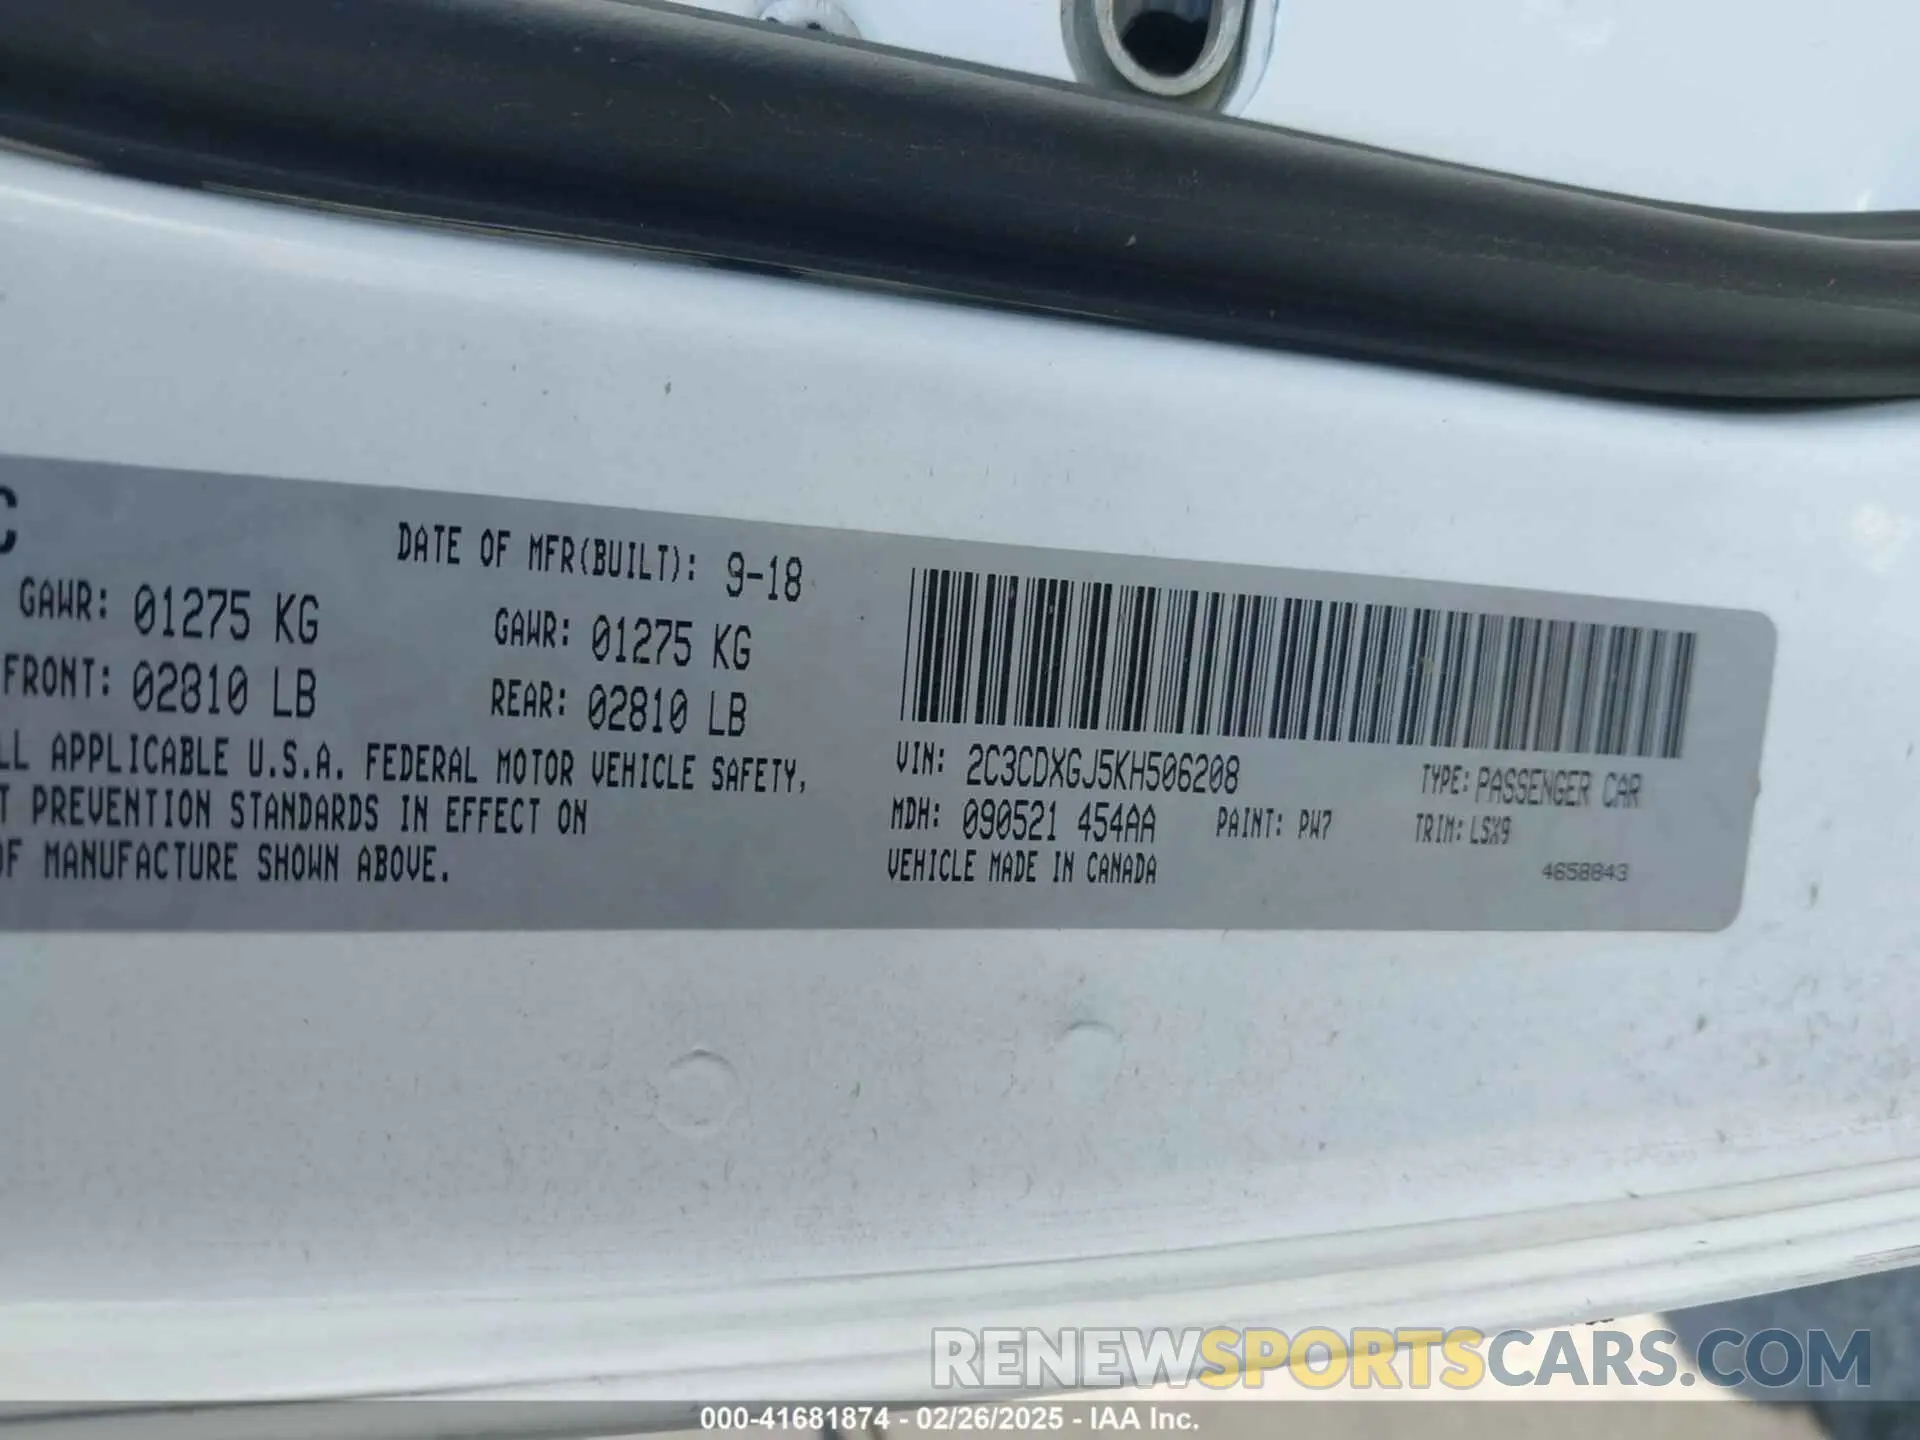 C
DATE OF MFR(BUILT): 9-18
GAWR: 01275 KG GAWR: 01275 KG
FRONT: 02810 LB REAR: 02810 LB
LL APPLICABLE U.S.A. FEDERAL MOTOR VEHICLE SAFETY,
T PREVENTION STANDARDS IN EFFECT ON
OF MANUFACTURE SHOWN ABOVE.
VIN: 2C3CDXGJ5KH506208 TYPE: PASSENGER CAR
MDH: 090521 454AA PAINT: PW7 TRIM: LSX9
VEHICLE MADE IN CANADA 4658843
RENEWSPORTSCARS.COM
000-41681874 - 02/26/2025 - IAA Inc.